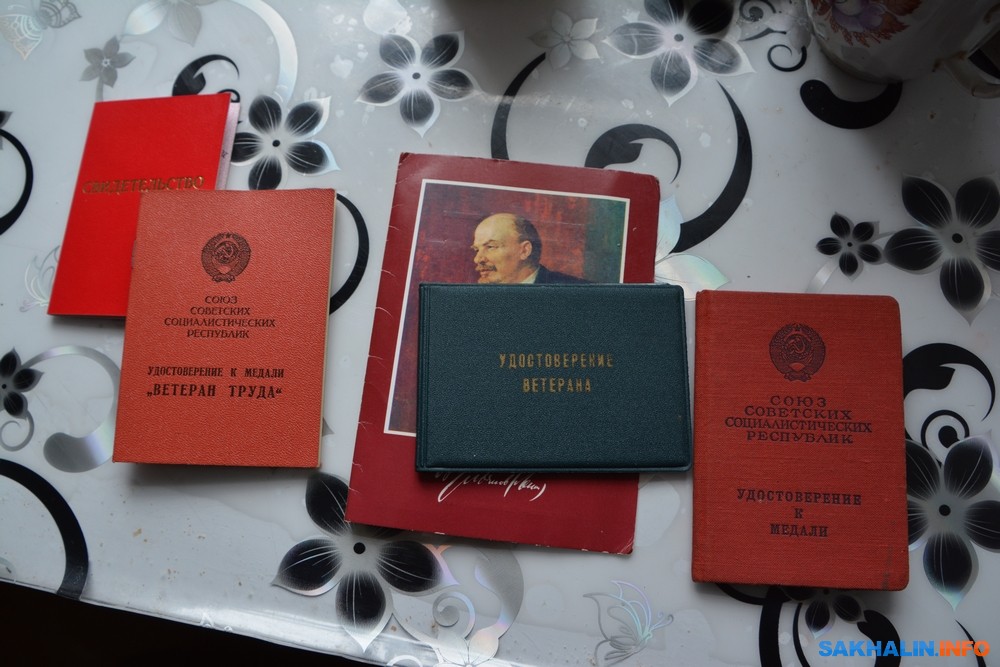 СВИДЕТЕЛЬСТВО
СОЮЗ
СОВЕТСКИХ
СОЦИАЛИСТИЧЕСКИХ
РЕСПУБЛИК
УДОСТОВЕРЕНИЕ К МЕДАЛИ
„ВЕТЕРАН ТРУДА“
УДОСТОВЕРЕНИЕ
ВЕТЕРАНА
СОЮЗ
СОВЕТСКИХ
СОЦИАЛИСТИЧЕСКИХ
РЕСПУБЛИК
УДОСТОВЕРЕНИЕ
К
МЕДАЛИ
SAKHALIN.INFO